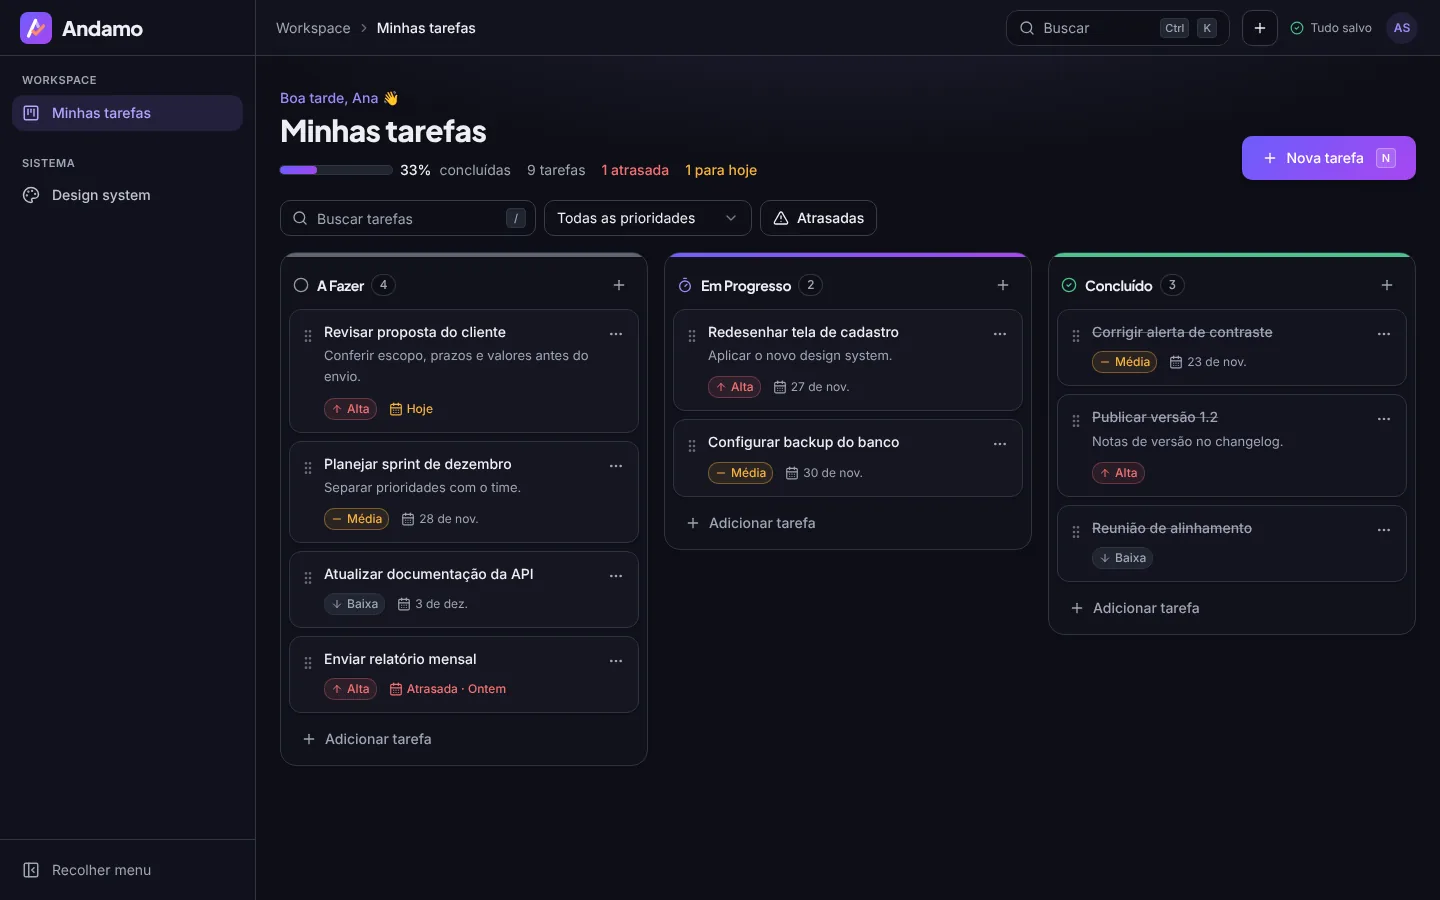 Andamo
Workspace > Minhas tarefas
Buscar Ctrl K
Tudo salvo
AS
WORKSPACE
Minhas tarefas
SISTEMA
Design system
Recolher menu
Boa tarde, Ana 👋
Minhas tarefas
33% concluídas 9 tarefas 1 atrasada 1 para hoje
Nova tarefa N
Buscar tarefas /
Todas as prioridades
Atrasadas
A Fazer 4
Revisar proposta do cliente
Conferir escopo, prazos e valores antes do
envio.
Alta Hoje
Planejar sprint de dezembro
Separar prioridades com o time.
Média 28 de nov.
Atualizar documentação da API
Baixa 3 de dez.
Enviar relatório mensal
Alta Atrasada · Ontem
Adicionar tarefa
Em Progresso 2
Redesenhar tela de cadastro
Aplicar o novo design system.
Alta 27 de nov.
Configurar backup do banco
Média 30 de nov.
Adicionar tarefa
Concluído 3
Corrigir alerta de contraste
Média 23 de nov.
Publicar versão 1.2
Notas de versão no changelog.
Alta
Reunião de alinhamento
Baixa
Adicionar tarefa